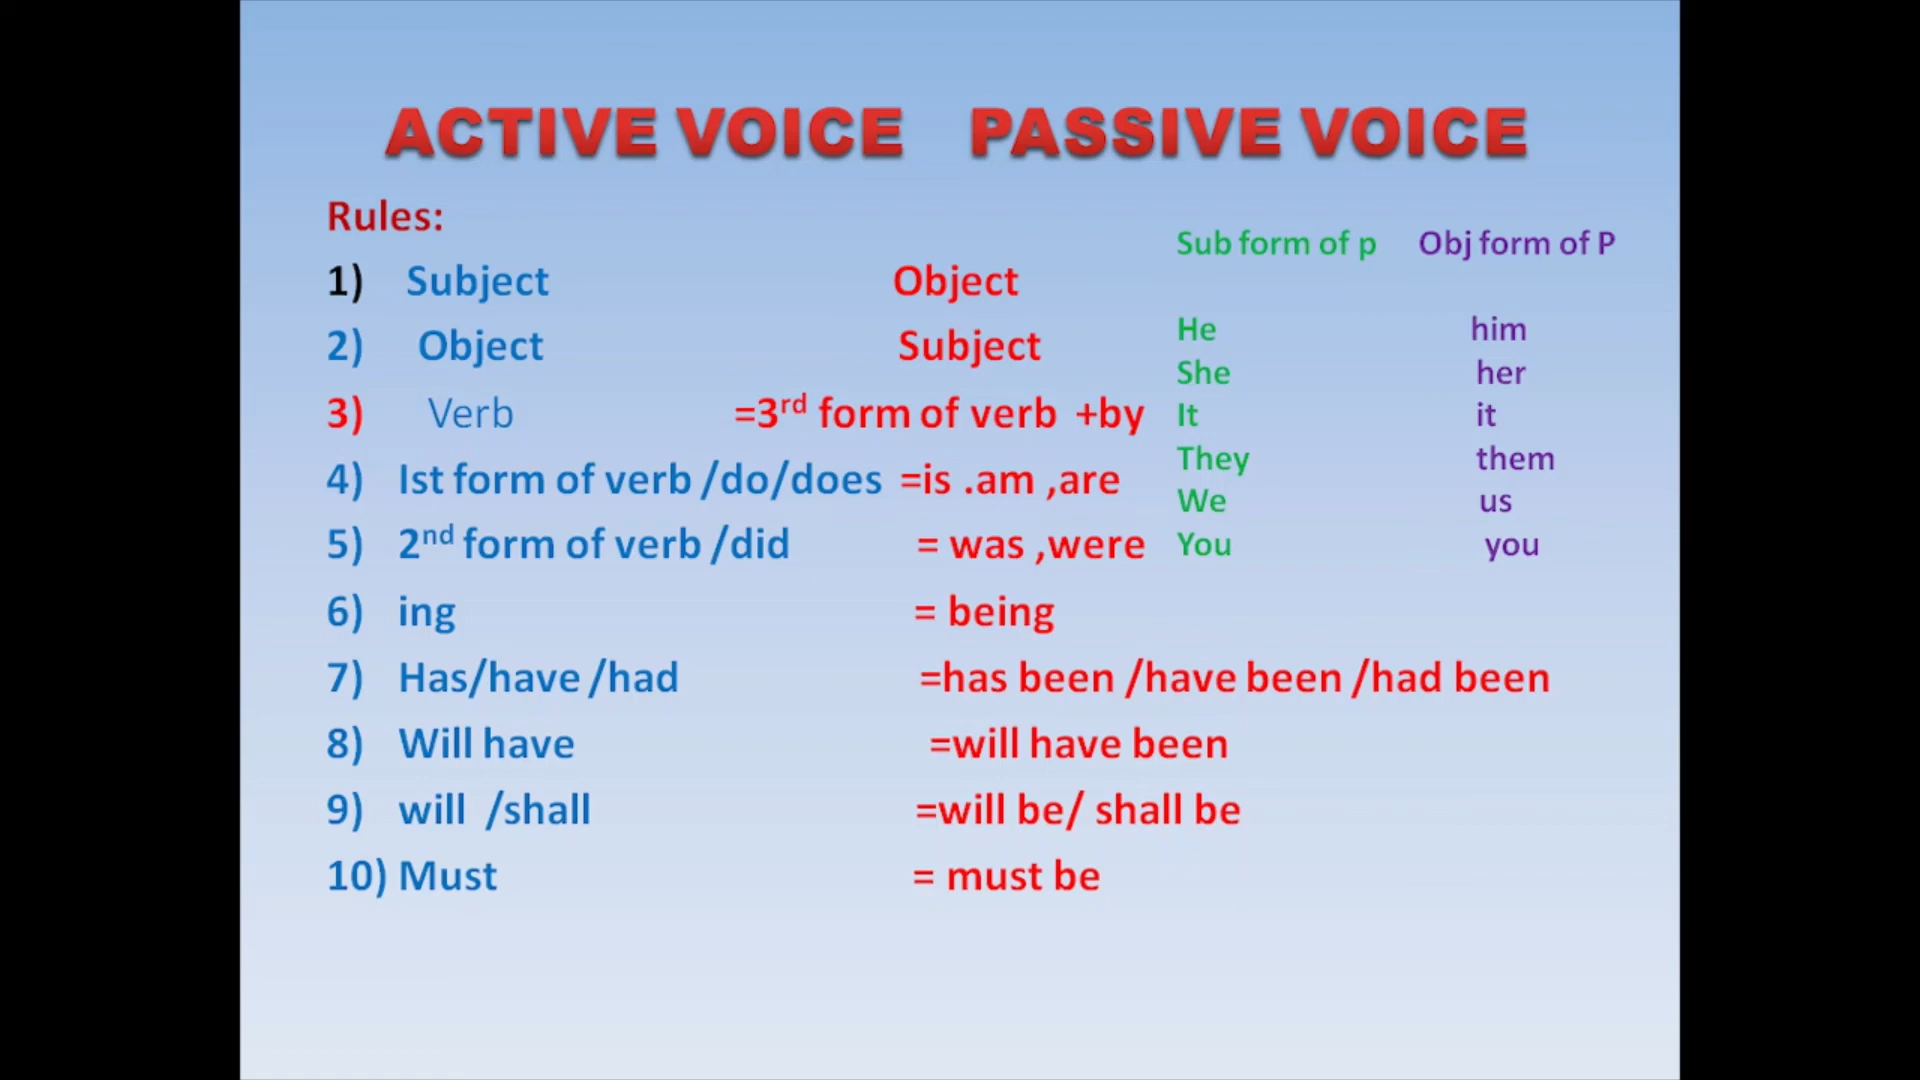 ACTIVE VOICE PASSIVE VOICE
Rules:
Sub form of p Obj form of P
1) Subject Object
2) Object Subject
He him
She her
3) Verb =3rd form of verb +by
It it
They them
4) Ist form of verb /do/does =is .am ,are
We us
5) 2nd form of verb /did = was ,were
You you
6) ing = being
7) Has/have /had =has been /have been /had been
8) Will have =will have been
9) will /shall =will be/ shall be
10) Must = must be